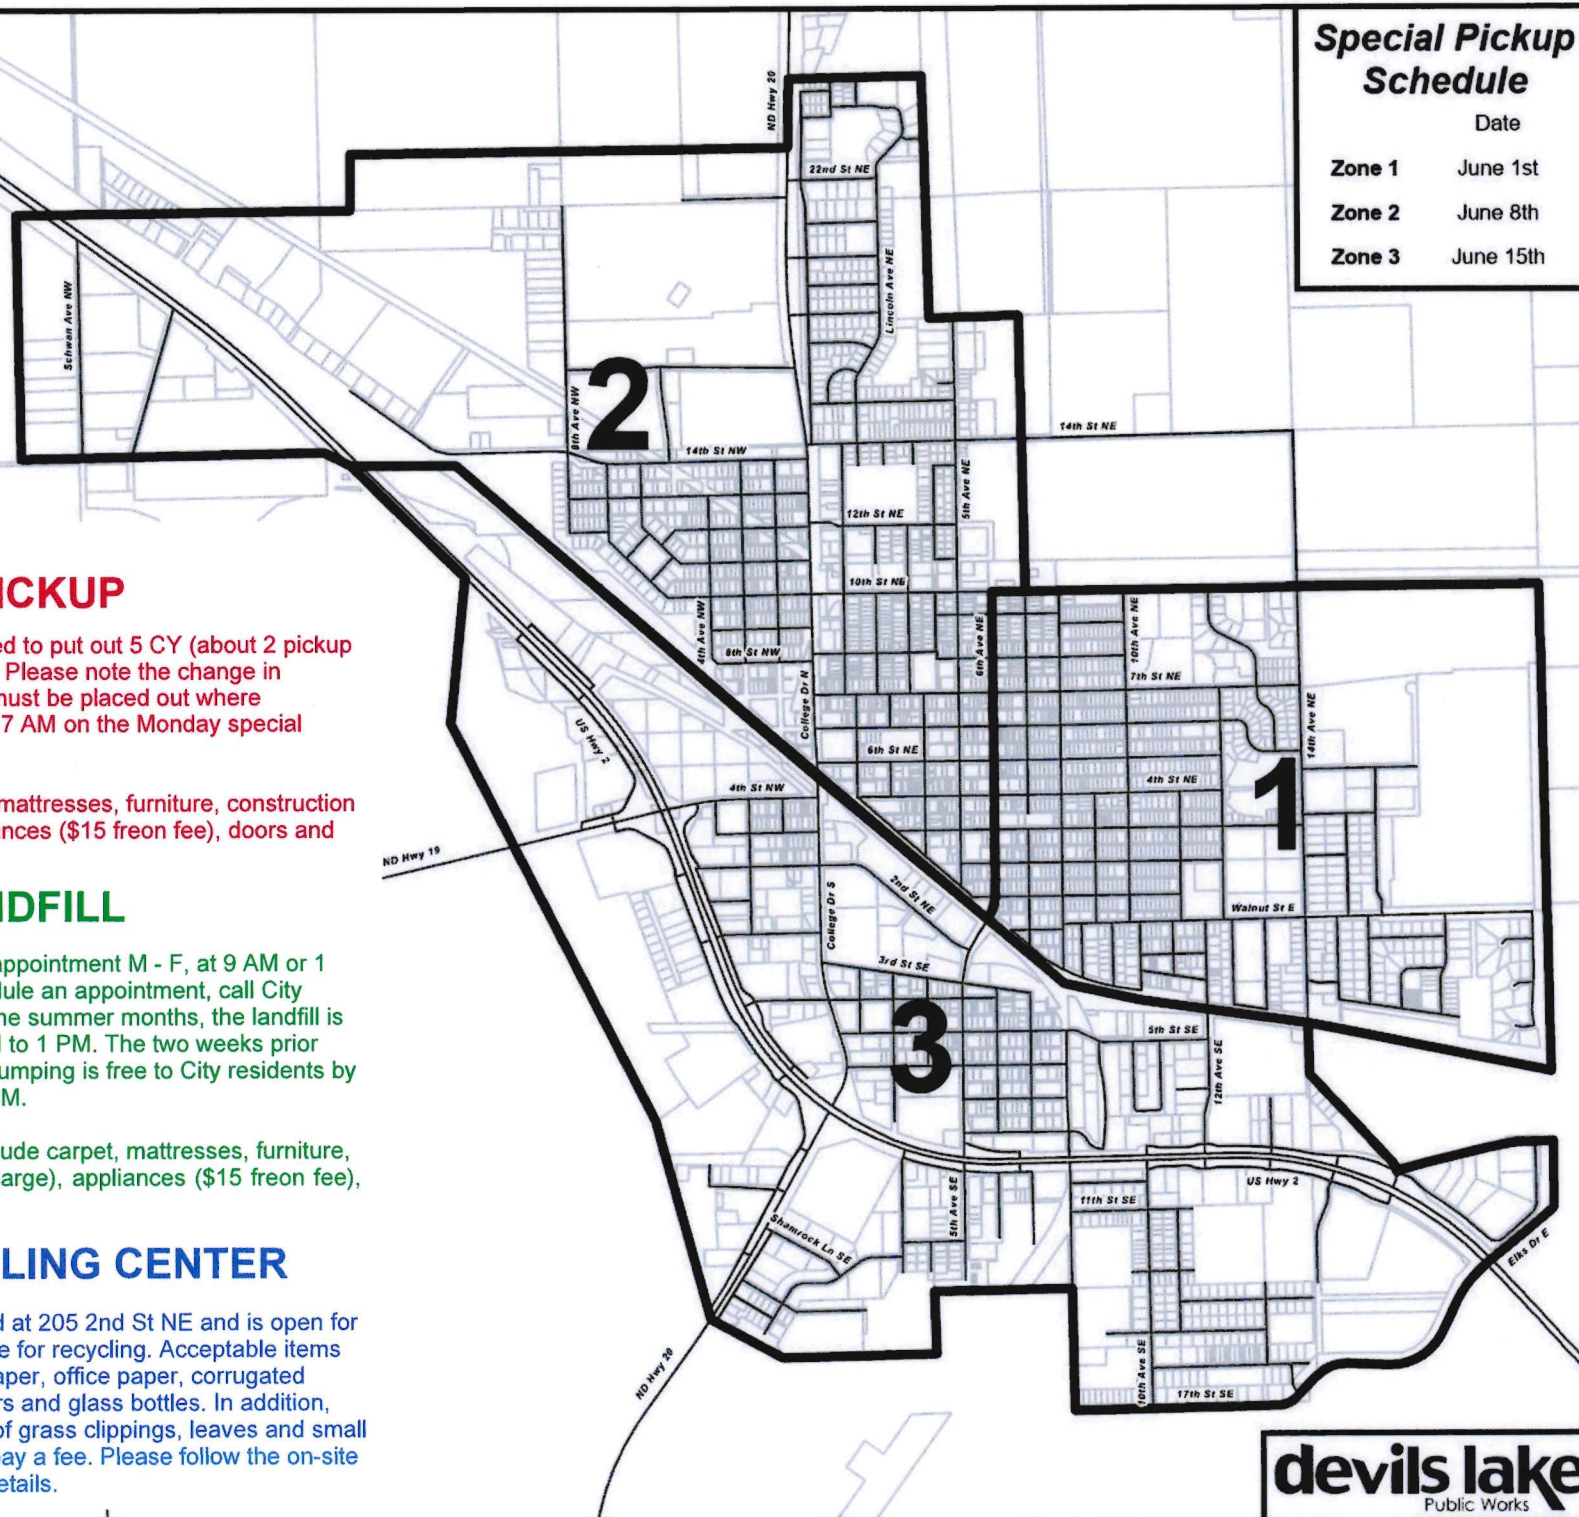 Special Pickup
Schedule
Date
Zone 1 June 1st
Zone 2 June 8th
Zone 3 June 15th
ND Hwy 20
22nd St NE
Lincoln Ave NE
Schwan Ave NW
2
8th Ave NW
14th St NW
14th St NE
5th Ave NE
12th St NE
10th St NE
4th Ave NW
8th St NW
College Dr N
6th Ave NE
10th Ave NE
7th St NE
14th Ave NE
6th St NE
4th St NE
1
US Hwy 2
4th St NW
ND Hwy 19
2nd St NE
College Dr S
Walnut St E
3rd St SE
3
5th St SE
12th Ave SE
US Hwy 2
11th St SE
5th Ave SE
Shamrock Ln SE
Elks Dr E
ND Hwy 20
10th Ave SE
17th St SE
ICKUP
ed to put out 5 CY (about 2 pickup
Please note the change in
must be placed out where
7 AM on the Monday special
mattresses, furniture, construction
nces ($15 freon fee), doors and
NDFILL
appointment M - F, at 9 AM or 1
dule an appointment, call City
he summer months, the landfill is
to 1 PM. The two weeks prior
umping is free to City residents by
M.
ude carpet, mattresses, furniture,
arge), appliances ($15 freon fee),
LING CENTER
d at 205 2nd St NE and is open for
e for recycling. Acceptable items
aper, office paper, corrugated
rs and glass bottles. In addition,
of grass clippings, leaves and small
pay a fee. Please follow the on-site
etails.
devils lake
Public Works